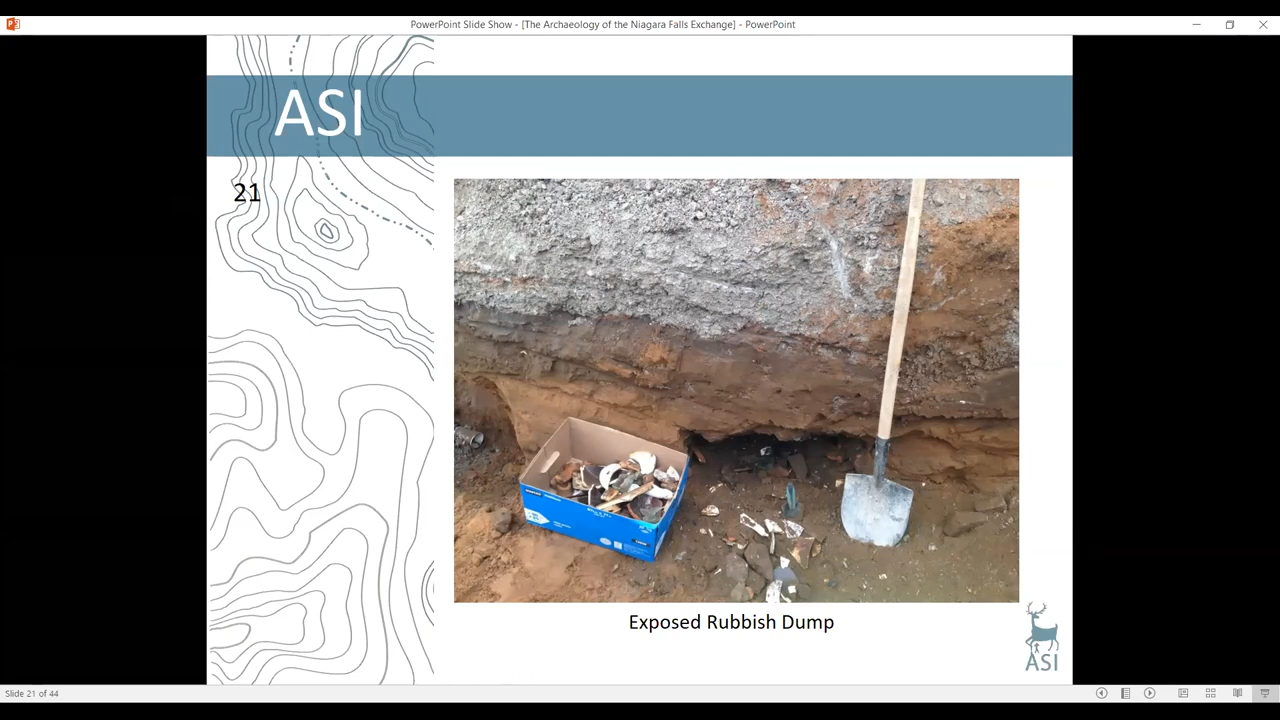 PowerPoint Slide Show - [The Archaeology of the Niagara Falls Exchange] - PowerPoint
ASI
21
Exposed Rubbish Dump
ASI
Slide 21 of 44